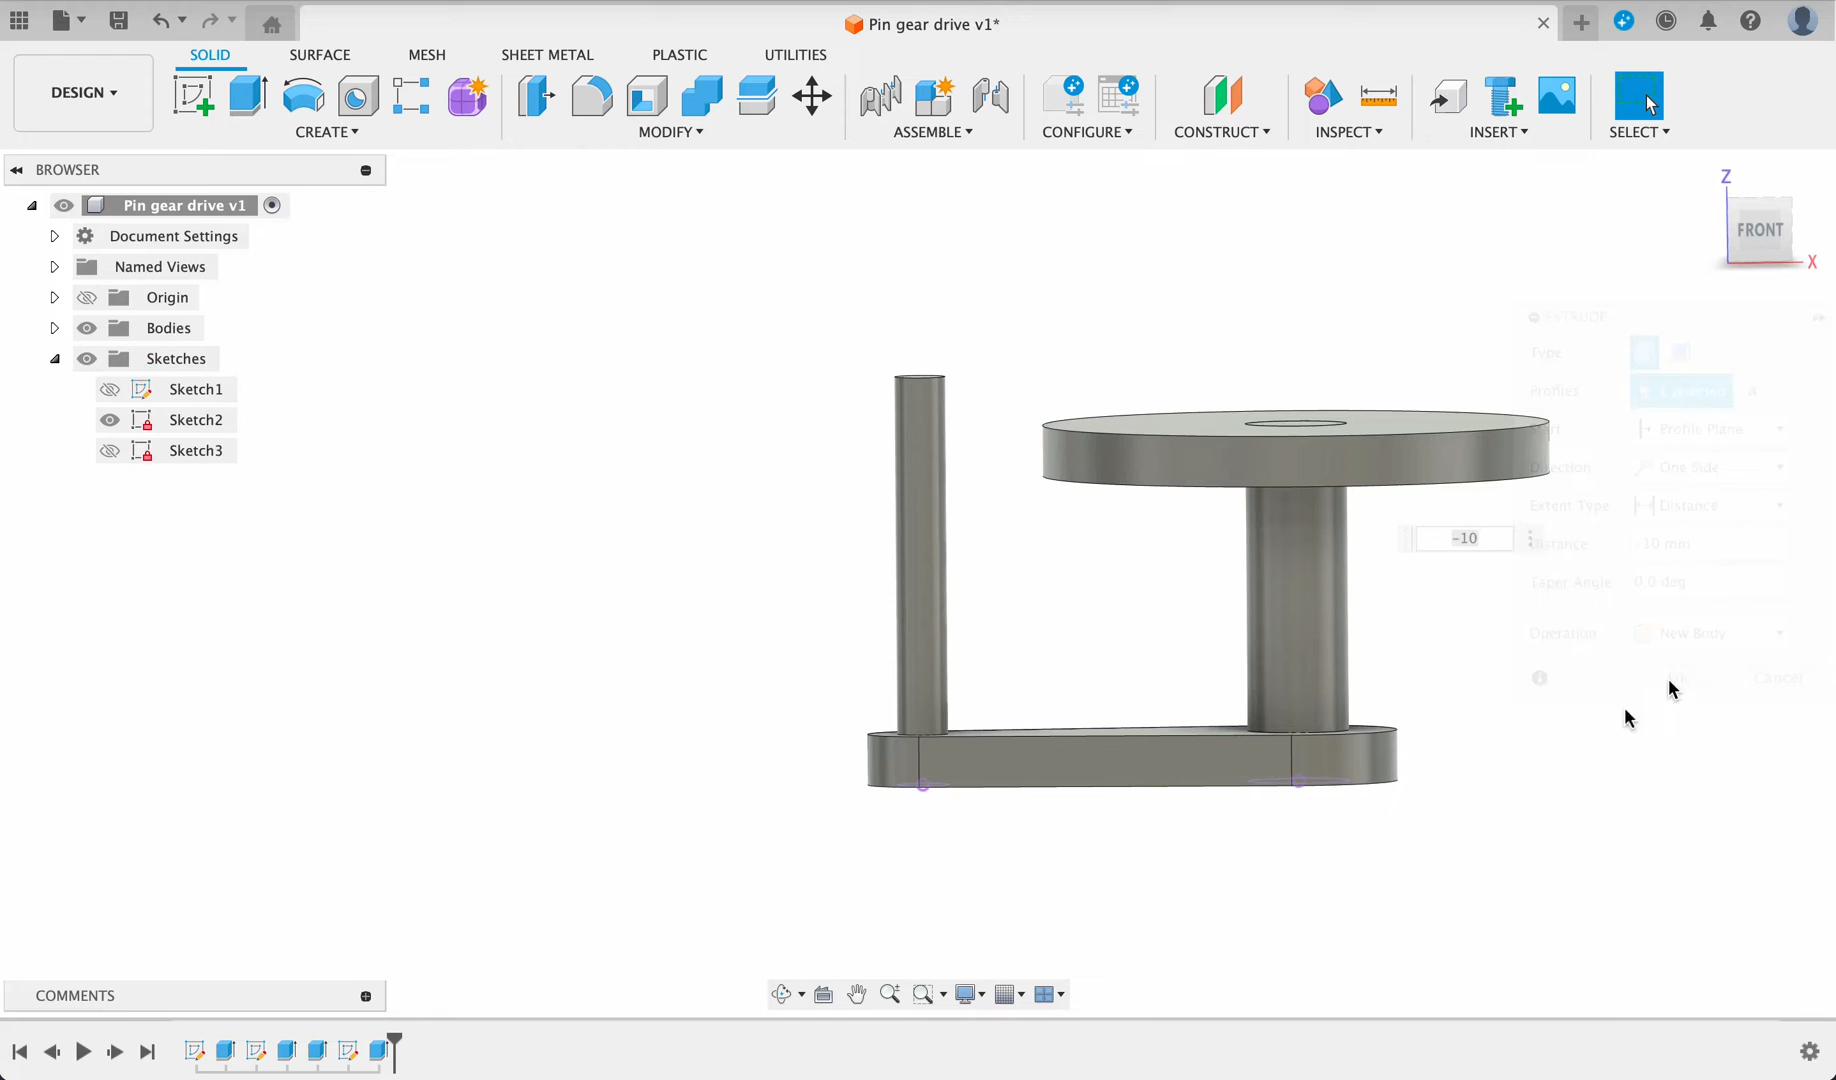 Pin gear drive v1*
DESIGN
SOLID
SURFACE
MESH
SHEET METAL
PLASTIC
UTILITIES
CREATE
MODIFY
ASSEMBLE
CONFIGURE
CONSTRUCT
INSPECT
INSERT
SELECT
BROWSER
Pin gear drive v1
Document Settings
Named Views
Origin
Bodies
Sketches
Sketch1
Sketch2
Sketch3
Z
FRONT
X
EXTRUDE
Type
Profiles
Profile Plane
Direction One Side
Extent Type Distance
-10
Distance -10 mm
Taper Angle 0.0 deg
Operation New Body
Cancel
COMMENTS